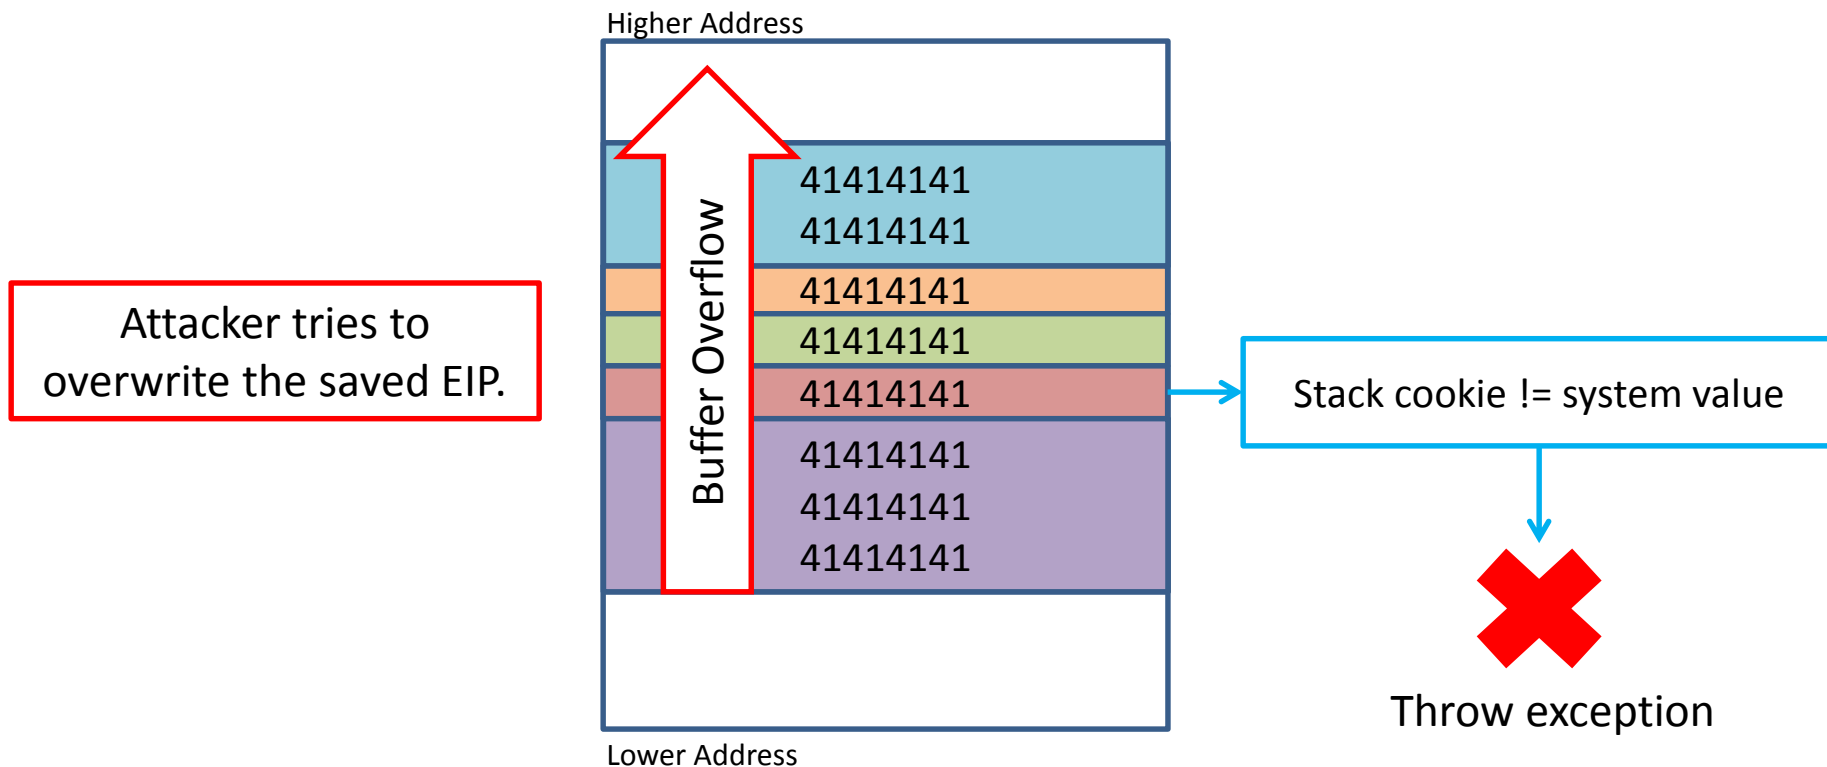 Higher Address
41414141
41414141
41414141
41414141
41414141
41414141
41414141
41414141
Buffer Overflow
Lower Address
Attacker tries to
overwrite the saved EIP.
Stack cookie != system value
Throw exception